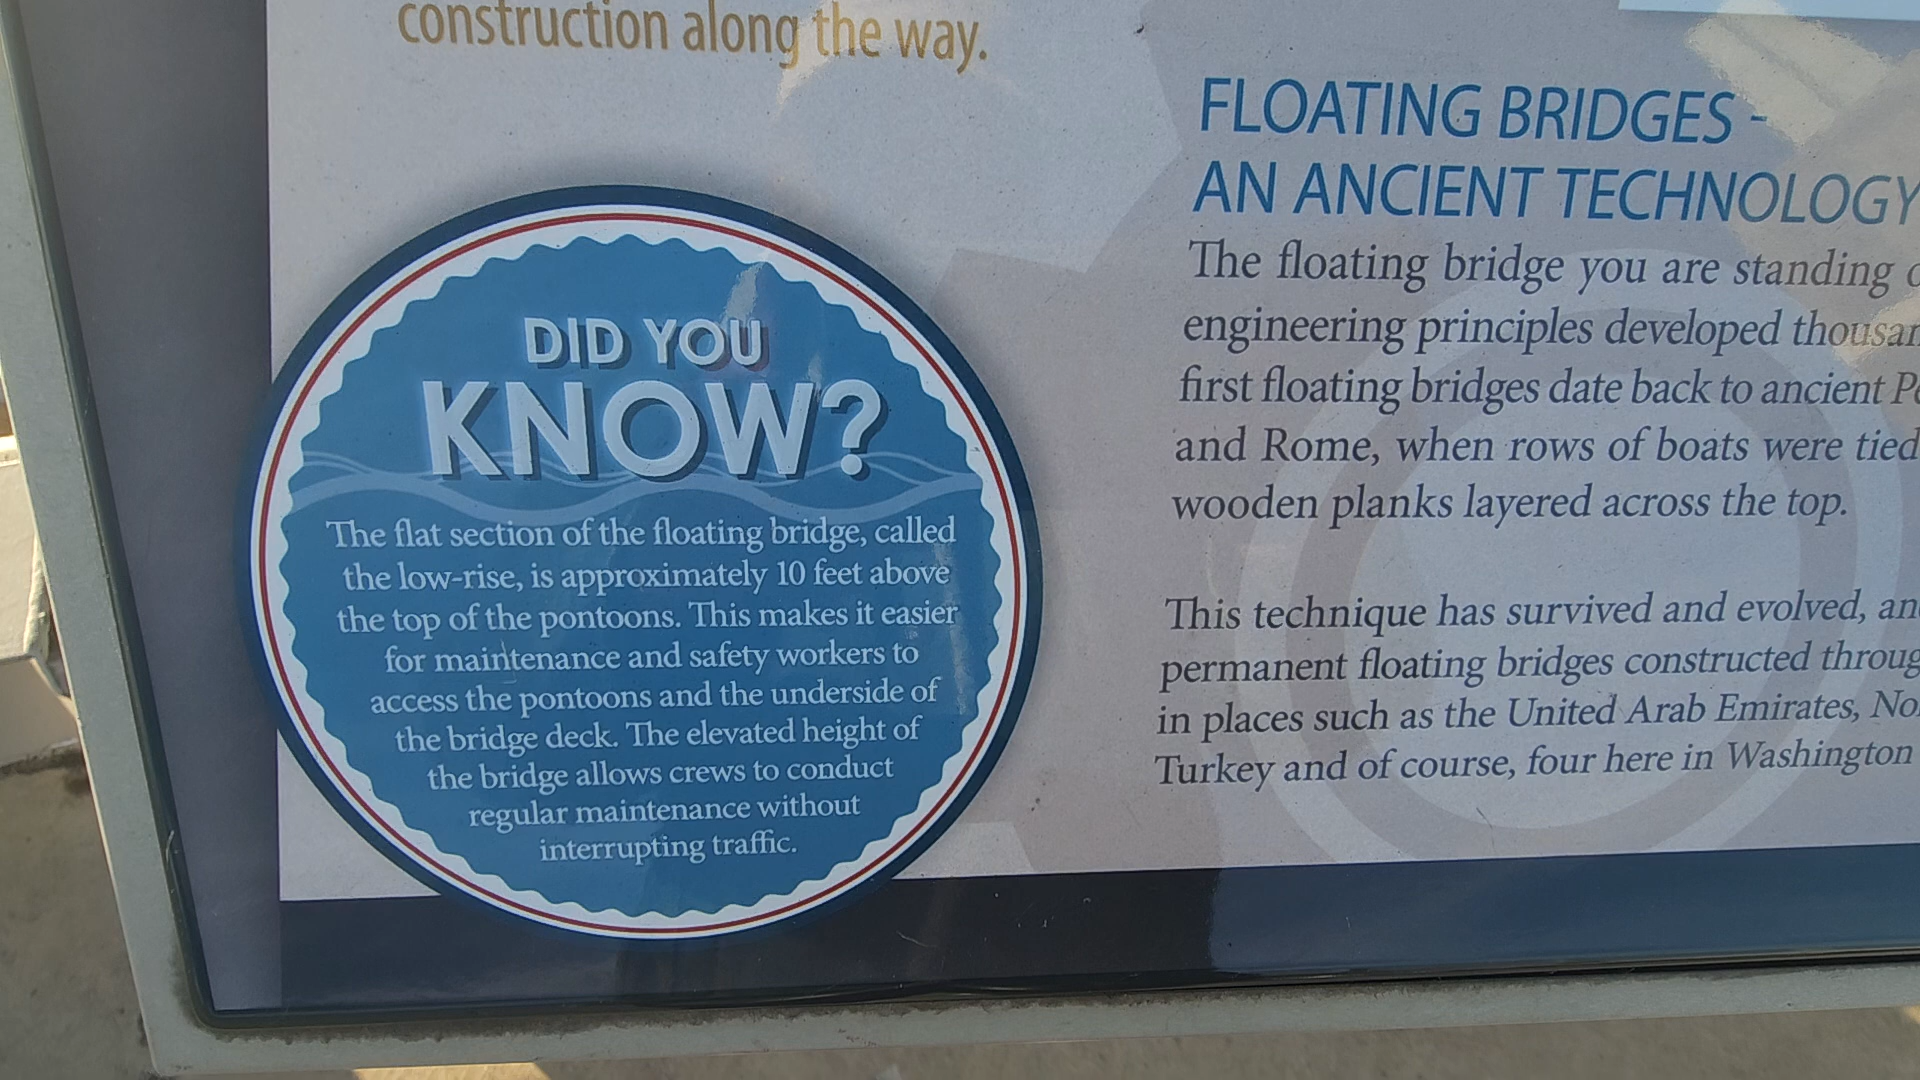 construction along the way.
DID YOU
KNOW?
The flat section of the floating bridge, called
the low-rise, is approximately 10 feet above
the top of the pontoons. This makes it easier
for maintenance and safety workers to
access the pontoons and the underside of
the bridge deck. The elevated height of
the bridge allows crews to conduct
regular maintenance without
interrupting traffic.
FLOATING BRIDGES -
AN ANCIENT TECHNOLOGY
The floating bridge you are standing
engineering principles developed
first floating bridges date back to ancient
and Rome, when rows of boats were tied
wooden planks layered across the top.
This technique has survived and evolved,
permanent floating bridges constructed
in places such as the United Arab Emirates,
Turkey and of course, four here in Washington